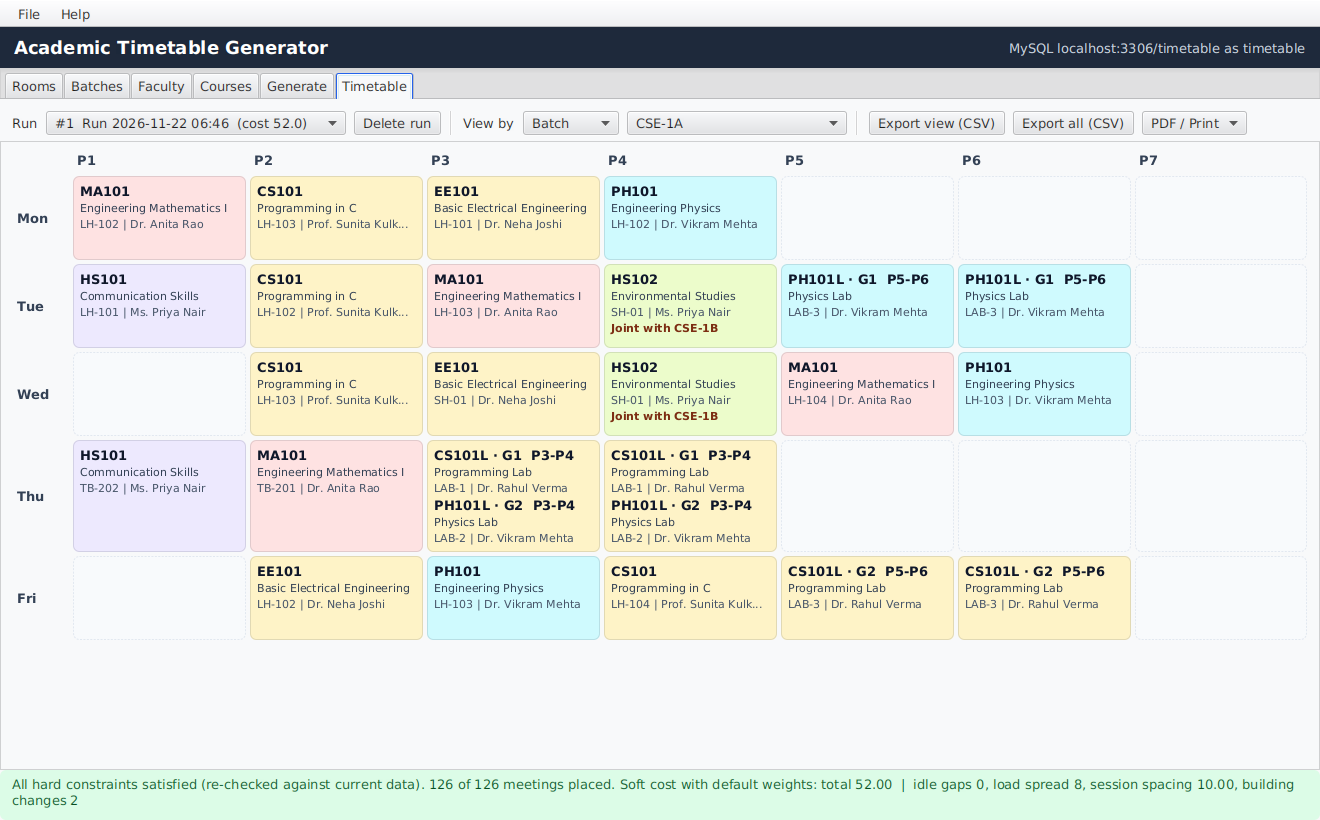 File Help
Academic Timetable Generator
MySQL localhost:3306/timetable as timetable
Rooms Batches Faculty Courses Generate Timetable
Run #1 Run 2026-11-22 06:46 (cost 52.0) Delete run View by Batch CSE-1A Export view (CSV) Export all (CSV) PDF / Print
P1 P2 P3 P4 P5 P6 P7
Mon
MA101
Engineering Mathematics I
LH-102 | Dr. Anita Rao
CS101
Programming in C
LH-103 | Prof. Sunita Kulk...
EE101
Basic Electrical Engineering
LH-101 | Dr. Neha Joshi
PH101
Engineering Physics
LH-102 | Dr. Vikram Mehta
Tue
HS101
Communication Skills
LH-101 | Ms. Priya Nair
CS101
Programming in C
LH-102 | Prof. Sunita Kulk...
MA101
Engineering Mathematics I
LH-103 | Dr. Anita Rao
HS102
Environmental Studies
SH-01 | Ms. Priya Nair
Joint with CSE-1B
PH101L · G1 P5-P6
Physics Lab
LAB-3 | Dr. Vikram Mehta
PH101L · G1 P5-P6
Physics Lab
LAB-3 | Dr. Vikram Mehta
Wed
CS101
Programming in C
LH-103 | Prof. Sunita Kulk...
EE101
Basic Electrical Engineering
SH-01 | Dr. Neha Joshi
HS102
Environmental Studies
SH-01 | Ms. Priya Nair
Joint with CSE-1B
MA101
Engineering Mathematics I
LH-104 | Dr. Anita Rao
PH101
Engineering Physics
LH-103 | Dr. Vikram Mehta
Thu
HS101
Communication Skills
TB-202 | Ms. Priya Nair
MA101
Engineering Mathematics I
TB-201 | Dr. Anita Rao
CS101L · G1 P3-P4
Programming Lab
LAB-1 | Dr. Rahul Verma
PH101L · G2 P3-P4
Physics Lab
LAB-2 | Dr. Vikram Mehta
CS101L · G1 P3-P4
Programming Lab
LAB-1 | Dr. Rahul Verma
PH101L · G2 P3-P4
Physics Lab
LAB-2 | Dr. Vikram Mehta
Fri
EE101
Basic Electrical Engineering
LH-102 | Dr. Neha Joshi
PH101
Engineering Physics
LH-103 | Dr. Vikram Mehta
CS101
Programming in C
LH-104 | Prof. Sunita Kulk...
CS101L · G2 P5-P6
Programming Lab
LAB-3 | Dr. Rahul Verma
CS101L · G2 P5-P6
Programming Lab
LAB-3 | Dr. Rahul Verma
All hard constraints satisfied (re-checked against current data). 126 of 126 meetings placed. Soft cost with default weights: total 52.00 | idle gaps 0, load spread 8, session spacing 10.00, building
changes 2